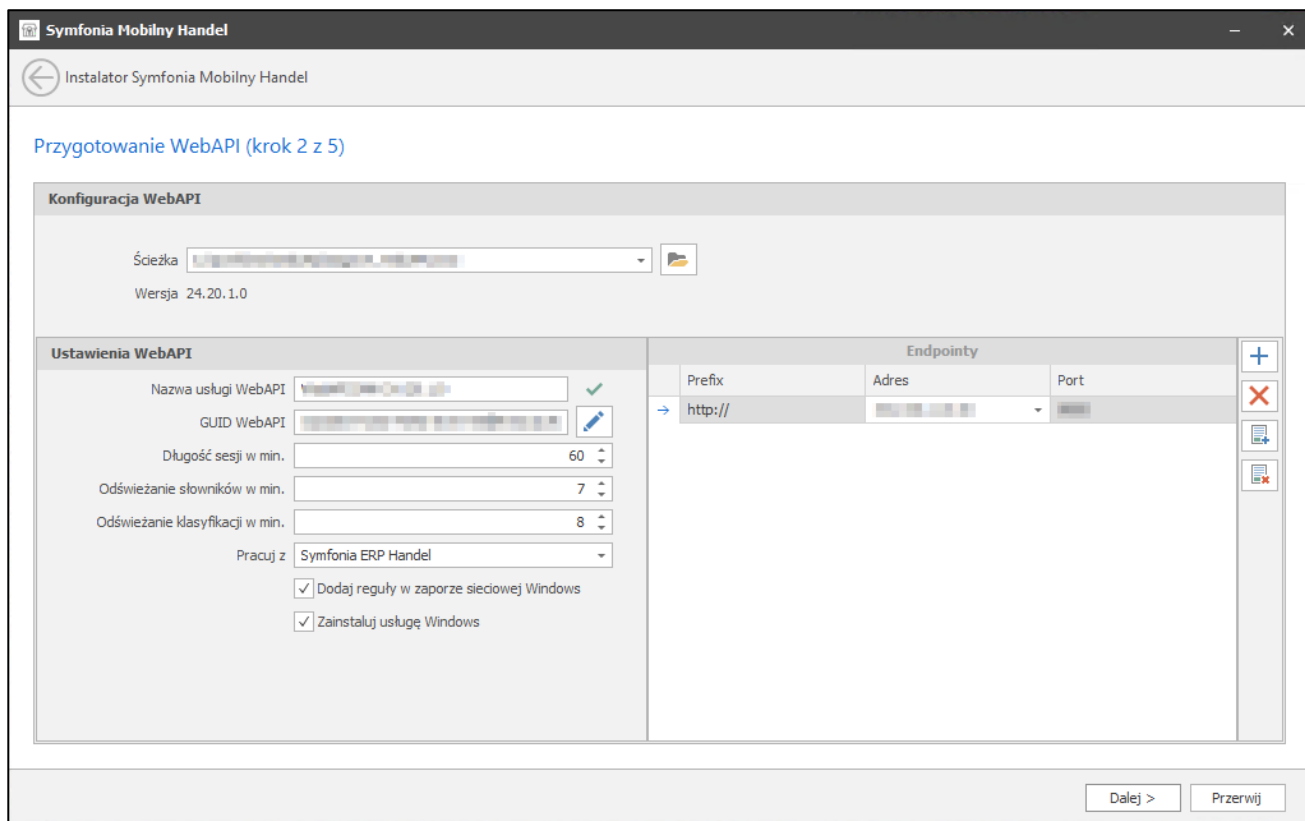 Symfonia Mobilny Handel
Instalator Symfonia Mobilny Handel
Przygotowanie WebAPI (krok 2 z 5)
Konfiguracja WebAPI
Ścieżka
Wersja 24.20.1.0
Ustawienia WebAPI
Nazwa usługi WebAPI
GUID WebAPI
Długość sesji w min. 60
Odświeżanie słowników w min. 7
Odświeżanie klasyfikacji w min. 8
Pracuj z Symfonia ERP Handel
Dodaj reguły w zaporze sieciowej Windows
Zainstaluj usługę Windows
Endpointy
Prefix Adres Port
http://
Dalej > Przerwij